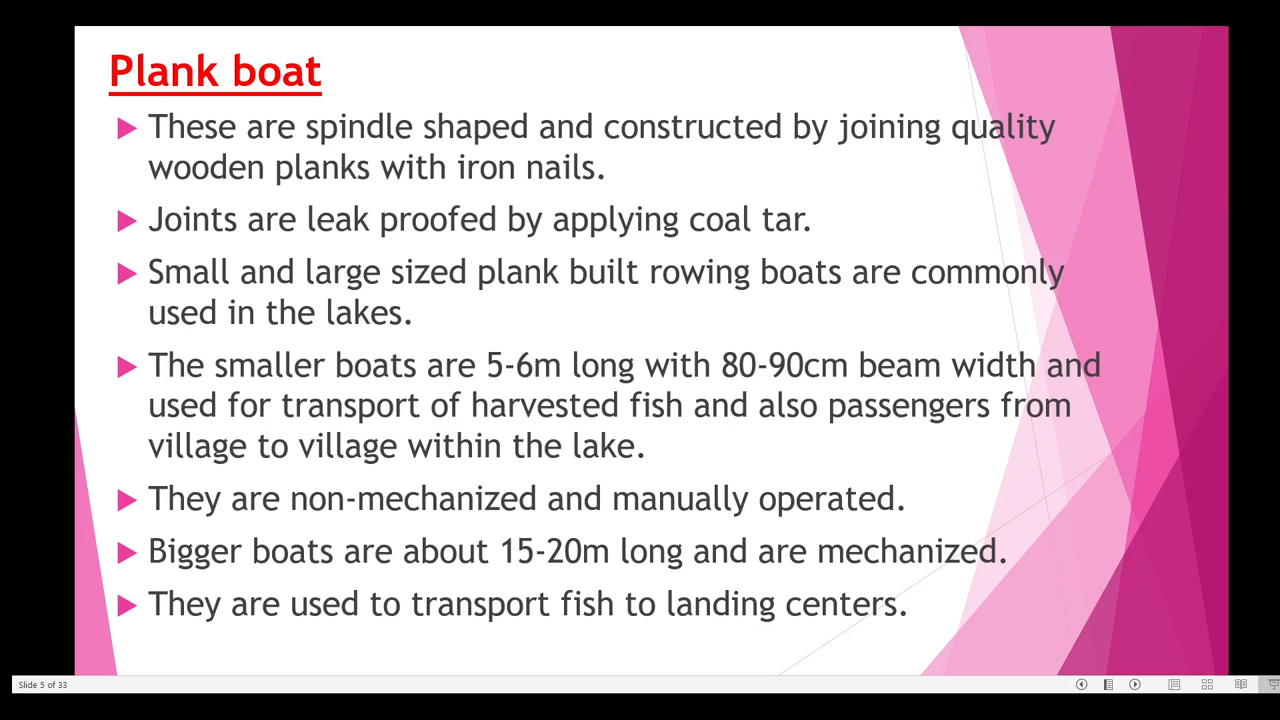 Plank boat
These are spindle shaped and constructed by joining quality
wooden planks with iron nails.
Joints are leak proofed by applying coal tar.
Small and large sized plank built rowing boats are commonly
used in the lakes.
The smaller boats are 5-6m long with 80-90cm beam width and
used for transport of harvested fish and also passengers from
village to village within the lake.
They are non-mechanized and manually operated.
Bigger boats are about 15-20m long and are mechanized.
They are used to transport fish to landing centers.
Slide 5 of 33